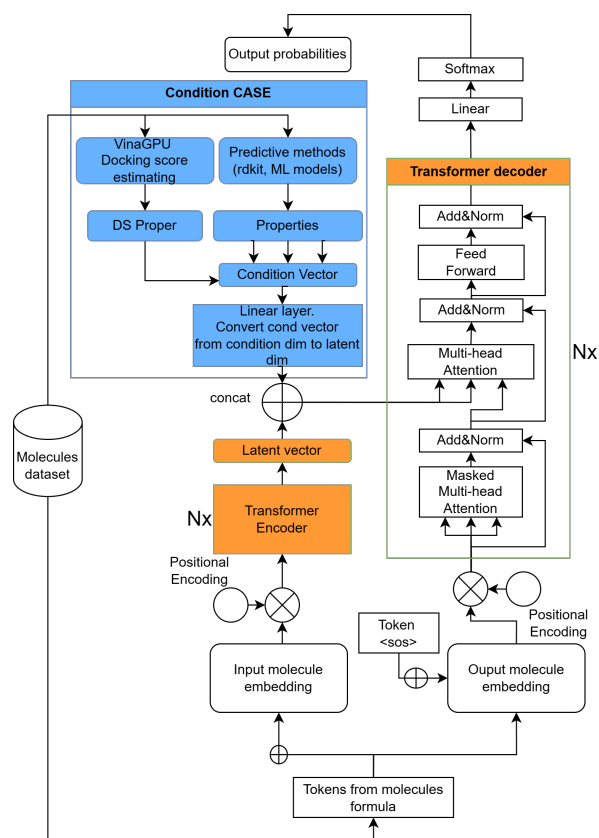 Output probabilities
Softmax
Linear
Condition CASE
VinaGPU
Docking score
estimating
Predictive methods
(rdkit, ML models)
DS Proper
Properties
Condition Vector
Linear layer.
Convert cond vector
from condition dim to latent
dim
concat
Latent vector
Nx
Transformer
Encoder
Positional
Encoding
Molecules
dataset
Transformer decoder
Add&Norm
Feed
Forward
Add&Norm
Nx
Multi-head
Attention
Add&Norm
Masked
Multi-head
Attention
Positional
Encoding
Token
<sos>
Input molecule
embedding
Ouput molecule
embedding
Tokens from molecules
formula